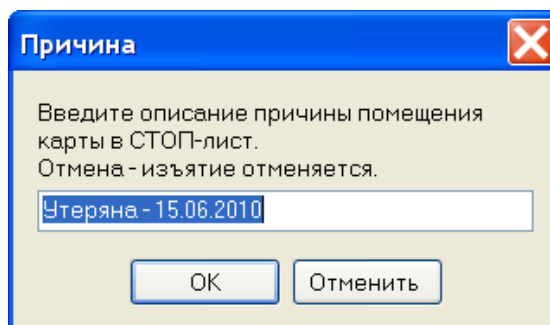 Причина
Введите описание причины помещения
карты в СТОП-лист.
Отмена - изъятие отменяется.
Утеряна - 15.06.2010
OK
Отменить